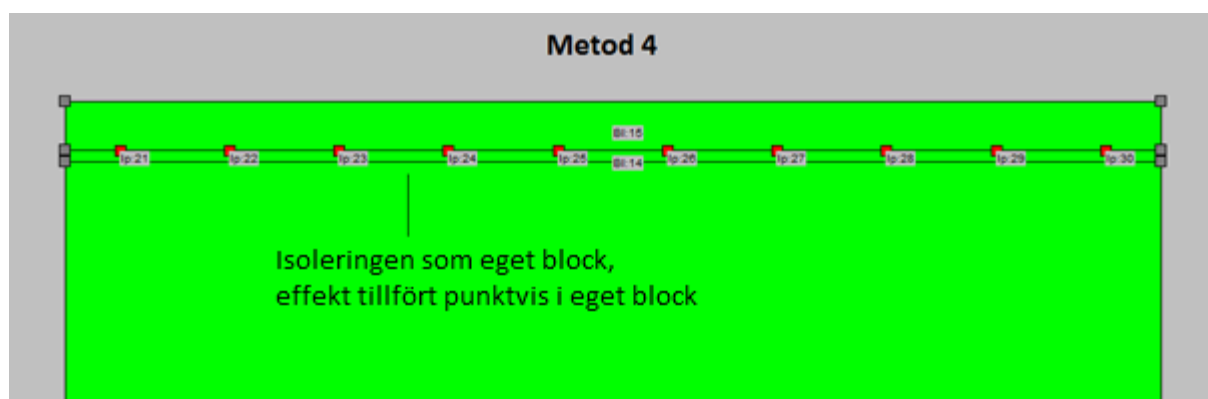 Metod 4
Bl:15
Ip:21 Ip:22 Ip:23 Ip:24 Ip:25 Ip:26 Ip:27 Ip:28 Ip:29 Ip:30
Bl:14
Isoleringen som eget block,
effekt tillfört punktvis i eget block